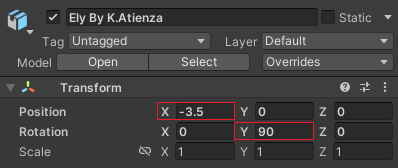 Ely By K.Atienza Static
Tag Untagged Layer Default
Model Open Select Overrides
Transform
Position X -3.5 Y 0 Z 0
Rotation X 0 Y 90 Z 0
Scale X 1 Y 1 Z 1